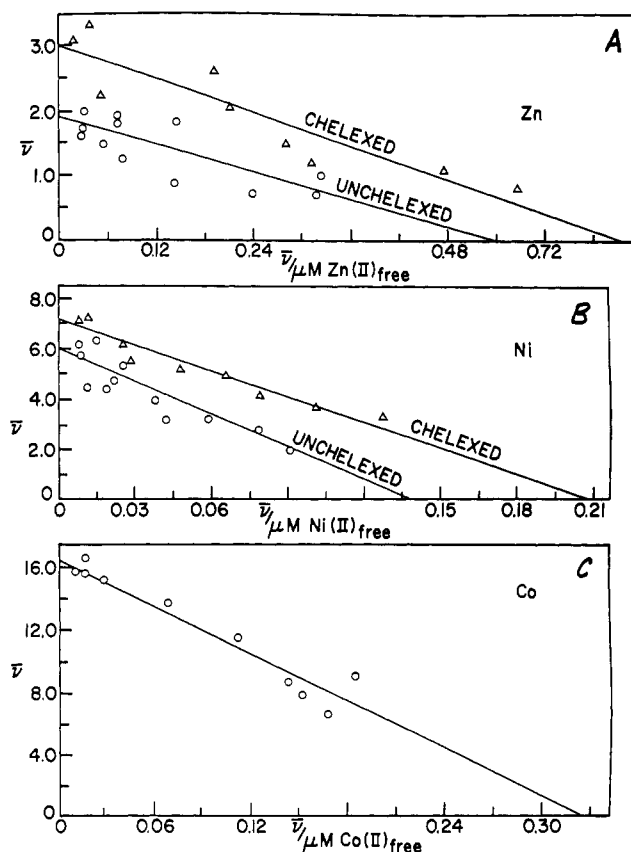 A
3.0
Zn
CHELEXED
2.0
ν̄
UNCHELEXED
1.0
0
0 0.12 0.24 0.48 0.72
ν̄/μM Zn(II)free
8.0
B
Ni
6.0
ν̄
4.0
CHELEXED
UNCHELEXED
2.0
0
0 0.03 0.06 0.15 0.18 0.21
ν̄/μM Ni(II)free
C
16.0
Co
12.0
ν̄
8.0
4.0
0
0 0.06 0.12 0.24 0.30
ν̄/μM Co(II)free